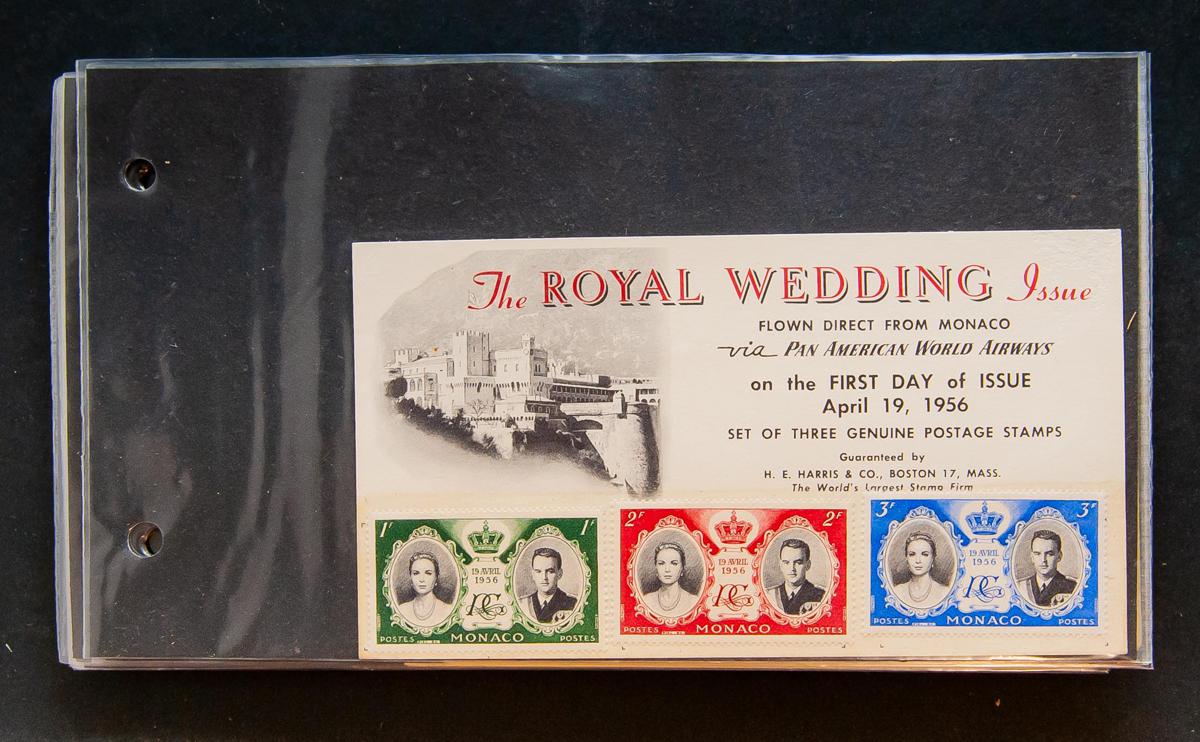 The ROYAL WEDDING Issue
FLOWN DIRECT FROM MONACO
via PAN AMERICAN WORLD AIRWAYS
on the FIRST DAY of ISSUE
April 19, 1956
SET OF THREE GENUINE POSTAGE STAMPS
Guaranteed by
H. E. HARRIS & CO., BOSTON 17, MASS.
The World's Largest Stamp Firm
1F 1F
19 AVRIL
1956
POSTES MONACO POSTES
2F 2F
19 AVRIL
1956
POSTES MONACO POSTES
3F 3F
19 AVRIL
1956
POSTES MONACO POSTES